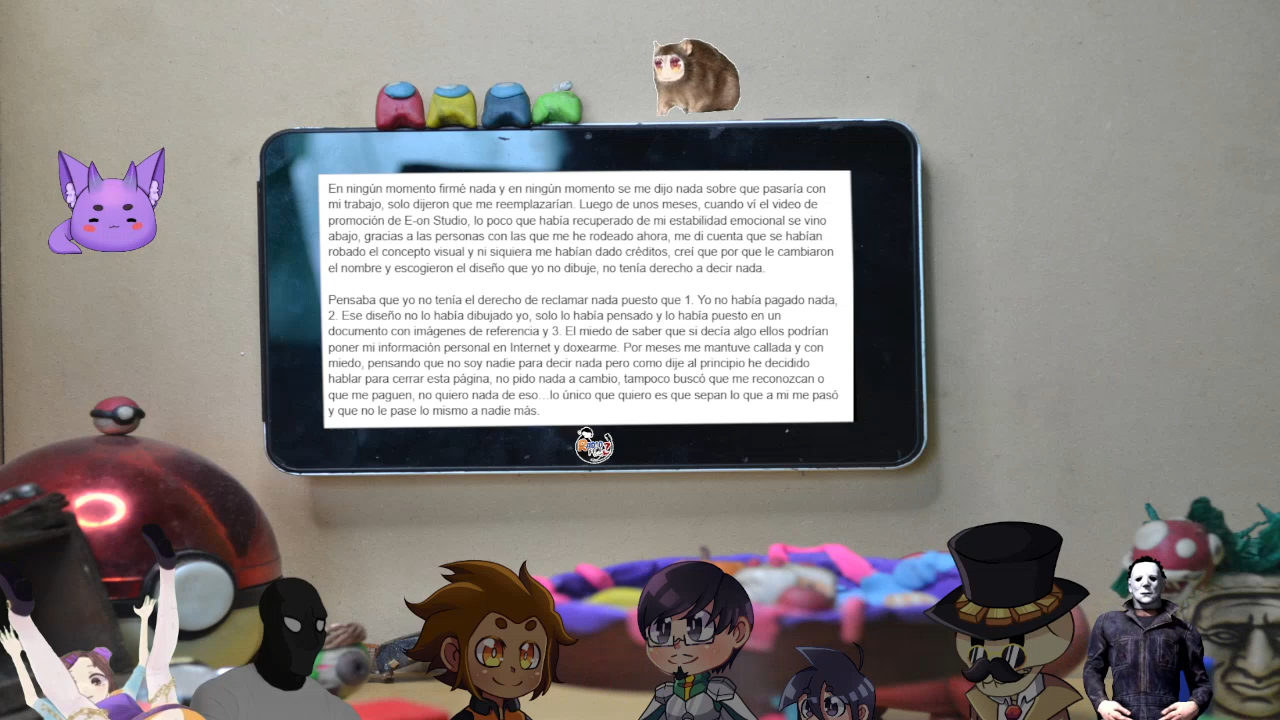 En ningún momento firmé nada y en ningún momento se me dijo nada sobre que pasaría con
mi trabajo, solo dijeron que me reemplazarían. Luego de unos meses, cuando ví el video de
promoción de E-on Studio, lo poco que había recuperado de mi estabilidad emocional se vino
abajo, gracias a las personas con las que me he rodeado ahora, me di cuenta que se habían
robado el concepto visual y ni siquiera me habían dado créditos, creí que por que le cambiaron
el nombre y escogieron el diseño que yo no dibuje, no tenía derecho a decir nada.
Pensaba que yo no tenía el derecho de reclamar nada puesto que 1. Yo no había pagado nada,
2. Ese diseño no lo había dibujado yo, solo lo había pensado y lo había puesto en un
documento con imágenes de referencia y 3. El miedo de saber que si decía algo ellos podrían
poner mi información personal en Internet y doxearme. Por meses me mantuve callada y con
miedo, pensando que no soy nadie para decir nada pero como dije al principio he decidido
hablar para cerrar esta página, no pido nada a cambio, tampoco buscó que me reconozcan o
que me paguen, no quiero nada de eso...lo único que quiero es que sepan lo que a mi me pasó
y que no le pase lo mismo a nadie más.